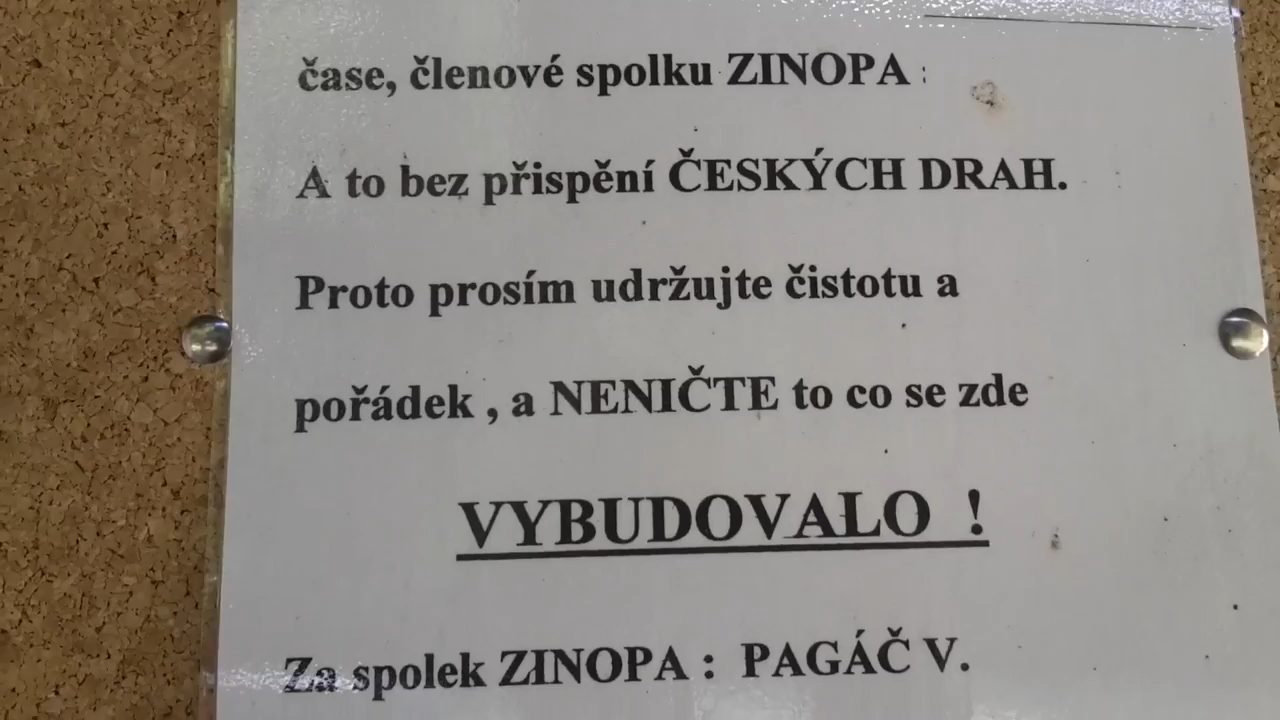 čase, členové spolku ZINOPA :
A to bez přispění ČESKÝCH DRAH.
Proto prosím udržujte čistotu a
pořádek , a NENIČTE to co se zde
VYBUDOVALO !
Za spolek ZINOPA : PAGÁČ V.